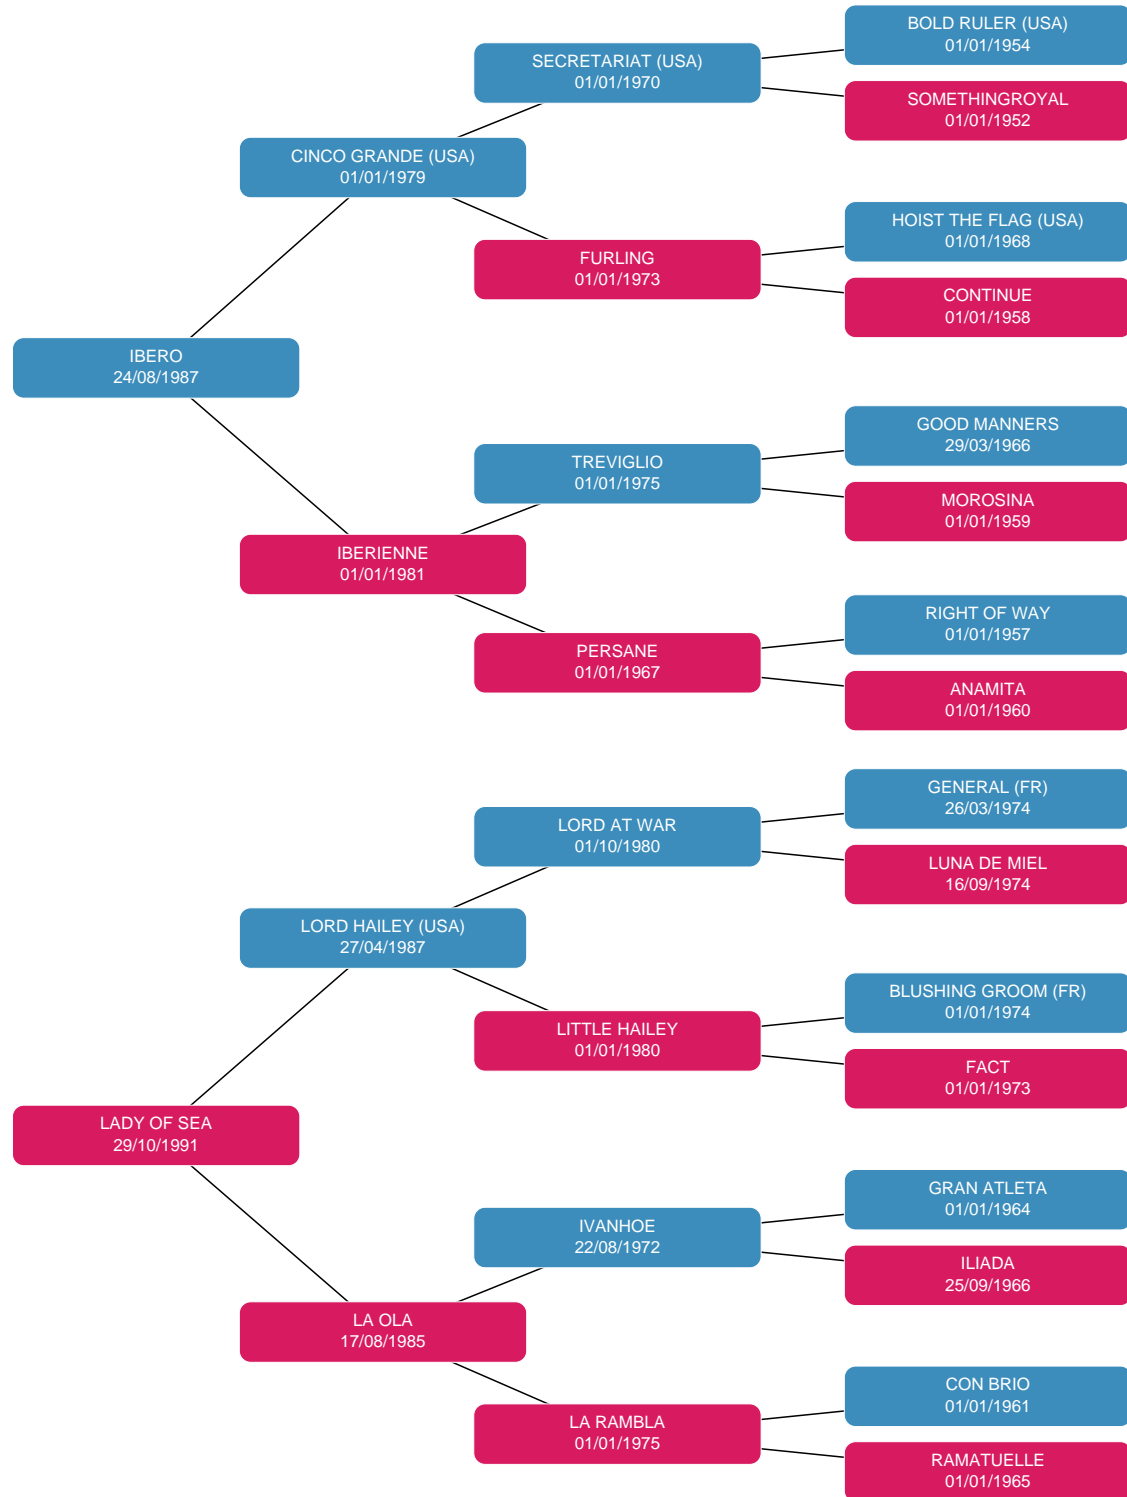 BOLD RULER (USA)
01/01/1954
SECRETARIAT (USA)
01/01/1970
SOMETHINGROYAL
01/01/1952
CINCO GRANDE (USA)
01/01/1979
HOIST THE FLAG (USA)
01/01/1968
FURLING
01/01/1973
CONTINUE
01/01/1958
IBERO
24/08/1987
GOOD MANNERS
29/03/1966
TREVIGLIO
01/01/1975
MOROSINA
01/01/1959
IBERIENNE
01/01/1981
RIGHT OF WAY
01/01/1957
PERSANE
01/01/1967
ANAMITA
01/01/1960
GENERAL (FR)
26/03/1974
LORD AT WAR
01/10/1980
LUNA DE MIEL
16/09/1974
LORD HAILEY (USA)
27/04/1987
BLUSHING GROOM (FR)
01/01/1974
LITTLE HAILEY
01/01/1980
FACT
01/01/1973
LADY OF SEA
29/10/1991
GRAN ATLETA
01/01/1964
IVANHOE
22/08/1972
ILIADA
25/09/1966
LA OLA
17/08/1985
CON BRIO
01/01/1961
LA RAMBLA
01/01/1975
RAMATUELLE
01/01/1965